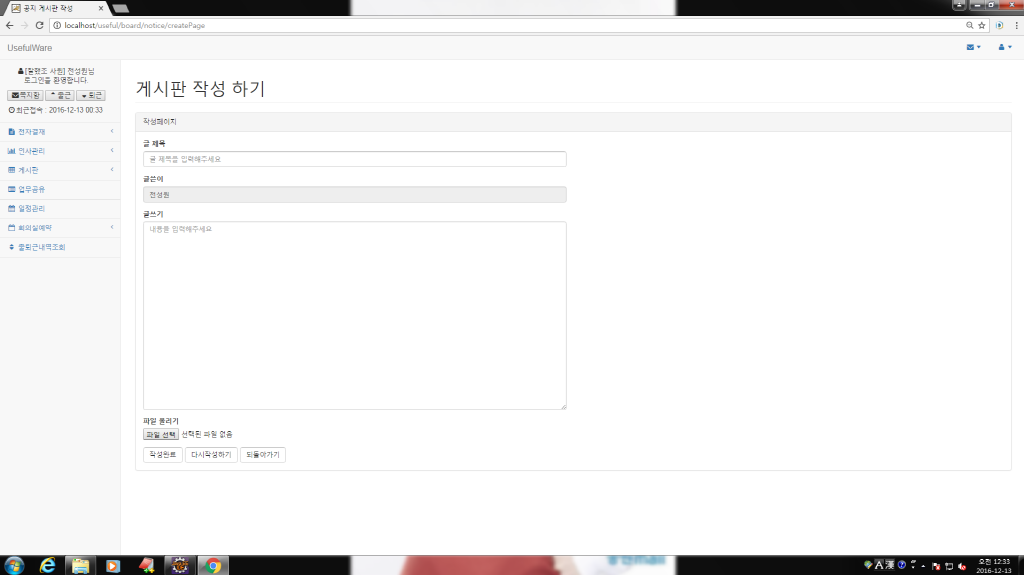 공지 게시판 작성
localhost/useful/board/notice/createPage
UsefulWare
[잘했조 사원] 전성원님
로그인을 환영합니다.
쪽지함 출근 퇴근
최근접속 : 2016-12-13 00:33
전자결재
인사관리
게시판
업무공유
일정관리
회의실예약
출퇴근내역조회
게시판 작성 하기
작성페이지
글 제목
글 제목을 입력해주세요
글쓴이
전성원
글쓰기
내용을 입력해주세요
파일 올리기
파일 선택 선택된 파일 없음
작성완료 다시작성하기 되돌아가기
A 漢
오전 12:33
2016-12-13